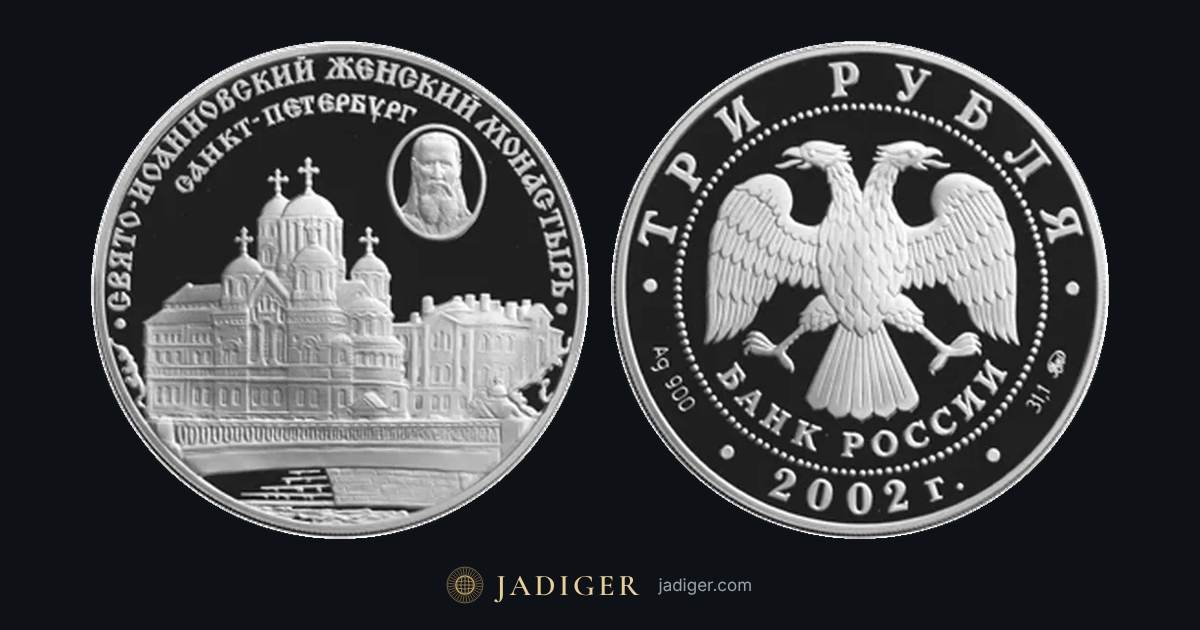 · СВЯТО-ИОАННОВСКИЙ ЖЕНСКИЙ МОНАСТЫРЬ ·
САНКТ-ПЕТЕРБУРГ
· ТРИ РУБЛЯ ·
Ag 900
31,1
БАНК РОССИИ
· 2002 г. ·
JADIGER
jadiger.com